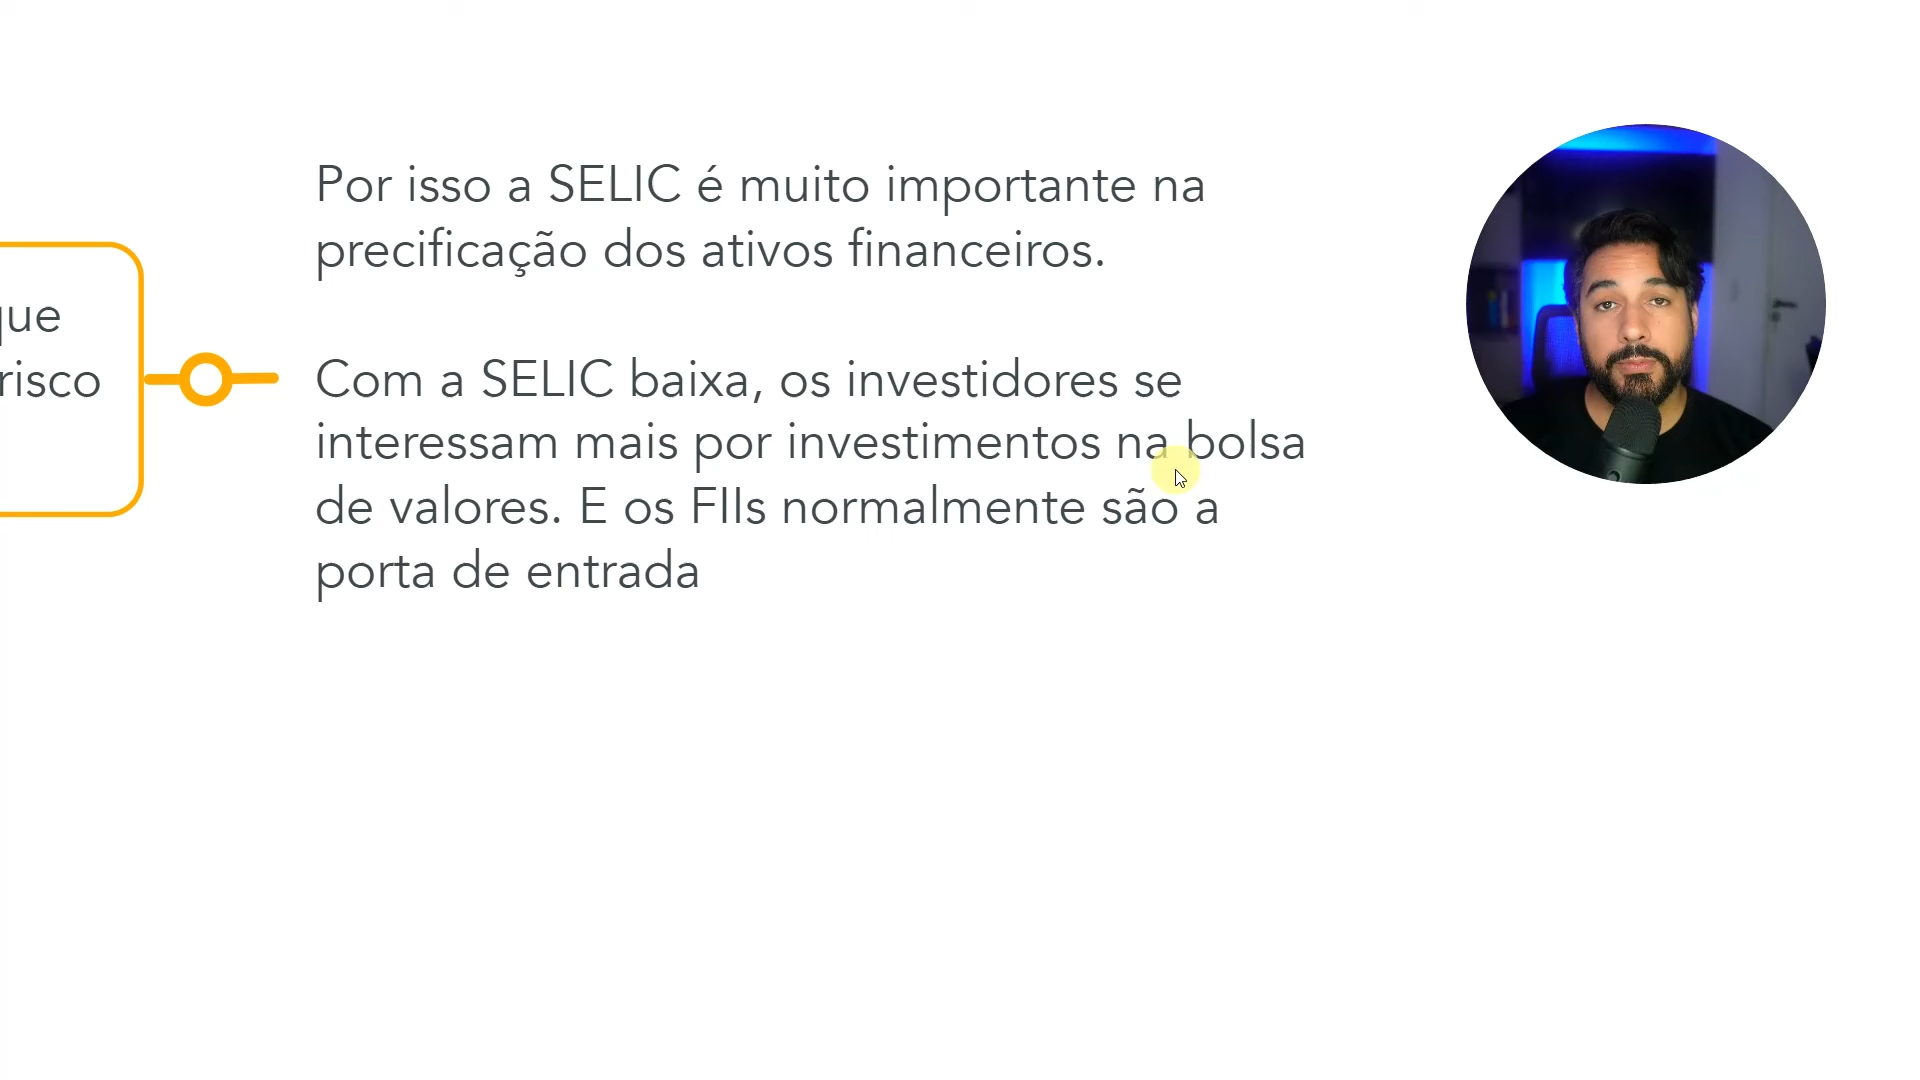 Por isso a SELIC é muito importante na
precificação dos ativos financeiros.
risco
Com a SELIC baixa, os investidores se
interessam mais por investimentos na bolsa
de valores. E os FIIs normalmente são a
porta de entrada